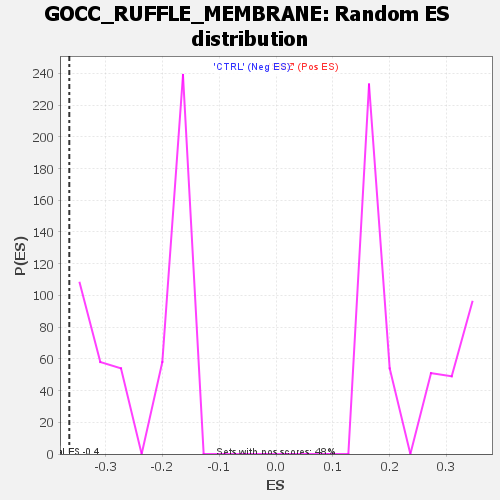 GOCC_RUFFLE_MEMBRANE: Random ES
distribution
'CTRL' (Neg ES) (Pos ES)
P(ES)
240
220
200
180
160
140
120
100
80
60
40
20
0
ES -0.4
Sets with pos scores: 48%
-0.3 -0.2 -0.1 0.0 0.1 0.2 0.3
ES